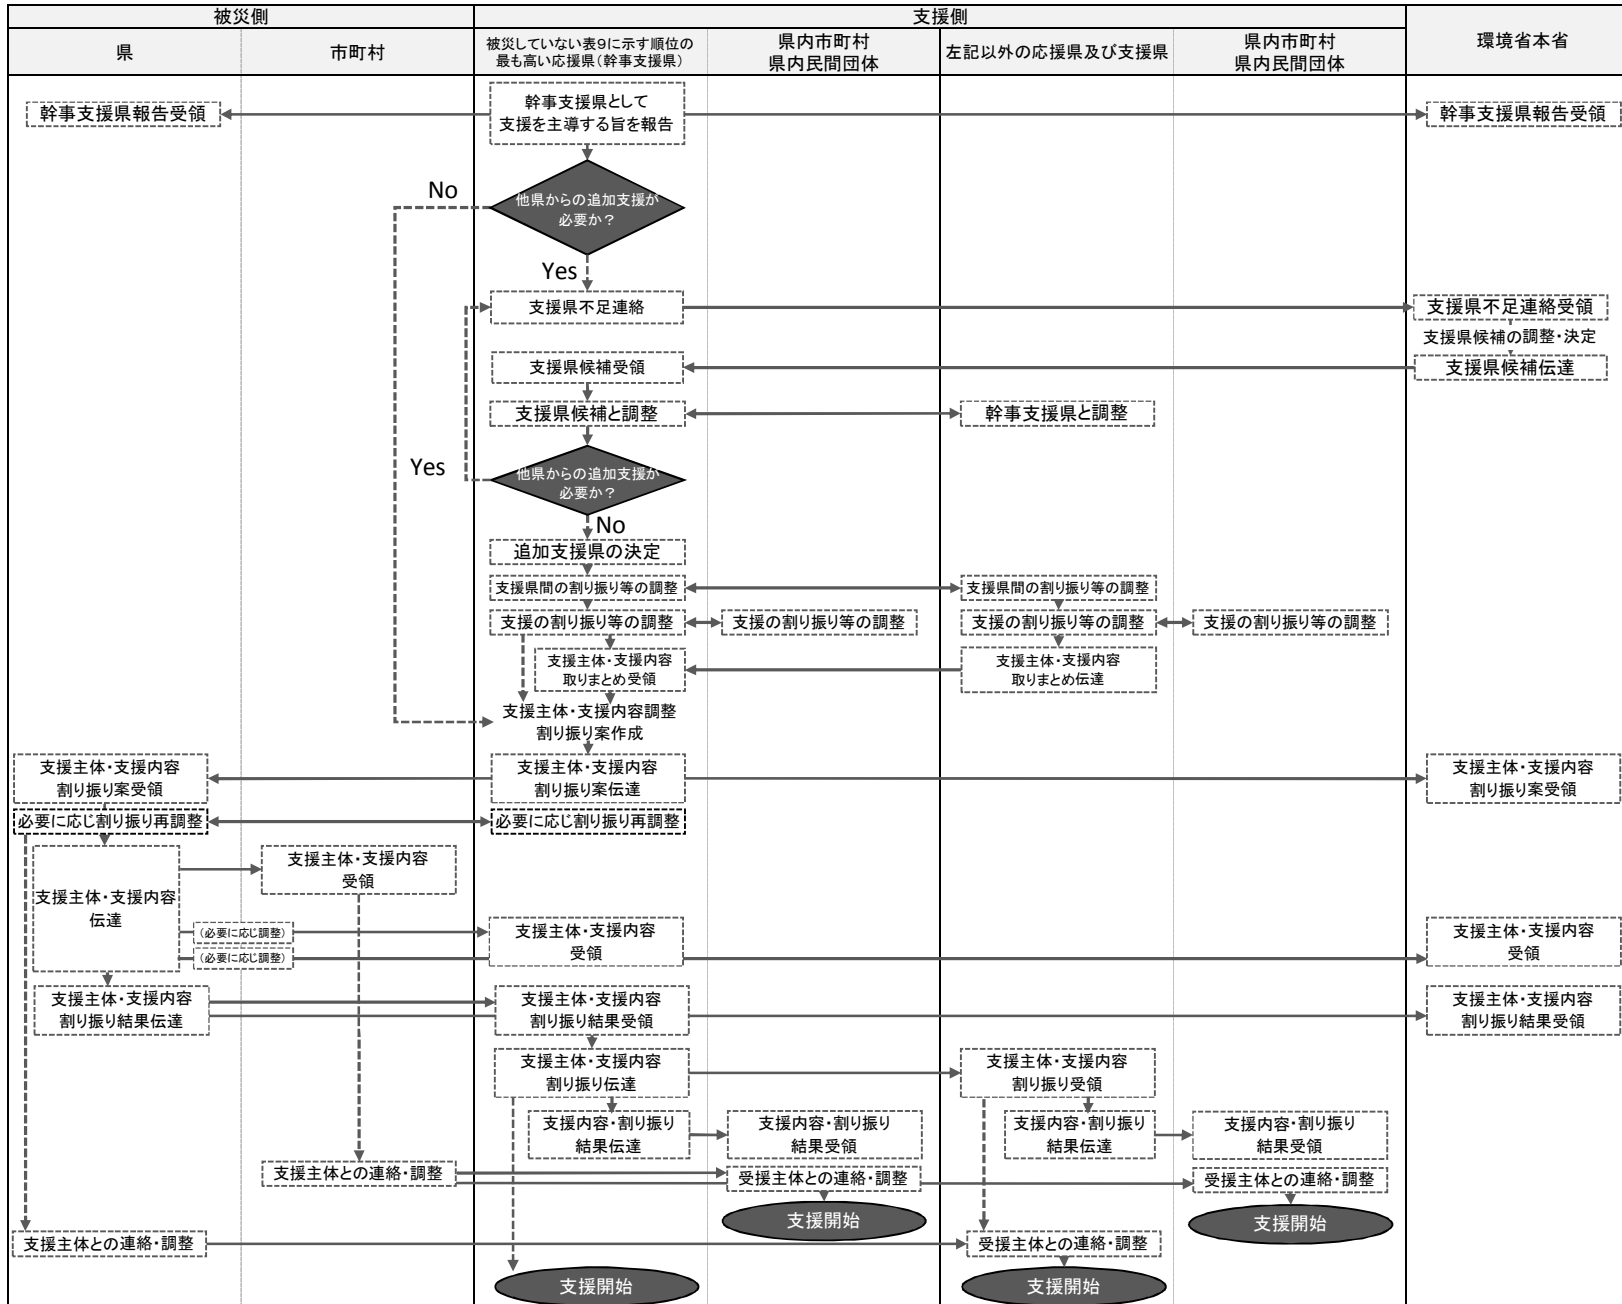 被災側
支援側
環境省本省
県
市町村
被災していない表9に示す順位の
最も高い応援県(幹事支援県)
県内市町村
県内民間団体
左記以外の応援県及び支援県
県内市町村
県内民間団体
幹事支援県報告受領
幹事支援県として
支援を主導する旨を報告
幹事支援県報告受領
No
他県からの追加支援が
必要か?
Yes
支援県不足連絡
支援県不足連絡受領
支援県候補の調整・決定
支援県候補受領
支援県候補伝達
支援県候補と調整
幹事支援県と調整
Yes
他県からの追加支援が
必要か?
No
追加支援県の決定
支援県間の割り振り等の調整
支援県間の割り振り等の調整
支援の割り振り等の調整
支援の割り振り等の調整
支援の割り振り等の調整
支援の割り振り等の調整
支援主体・支援内容
取りまとめ受領
支援主体・支援内容
取りまとめ伝達
支援主体・支援内容調整
割り振り案作成
支援主体・支援内容
割り振り案受領
支援主体・支援内容
割り振り案伝達
支援主体・支援内容
割り振り案受領
必要に応じ割り振り再調整
必要に応じ割り振り再調整
支援主体・支援内容
伝達
支援主体・支援内容
受領
(必要に応じ調整)
(必要に応じ調整)
支援主体・支援内容
受領
支援主体・支援内容
受領
支援主体・支援内容
割り振り結果伝達
支援主体・支援内容
割り振り結果受領
支援主体・支援内容
割り振り結果受領
支援主体・支援内容
割り振り伝達
支援主体・支援内容
割り振り受領
支援内容・割り振り
結果伝達
支援内容・割り振り
結果受領
支援内容・割り振り
結果伝達
支援内容・割り振り
結果受領
支援主体との連絡・調整
受援主体との連絡・調整
受援主体との連絡・調整
支援開始
支援開始
支援主体との連絡・調整
受援主体との連絡・調整
支援開始
支援開始